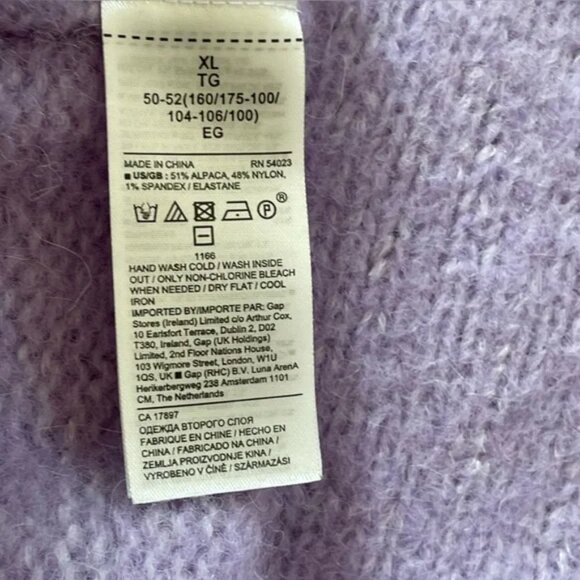 XL
TG
50-52(160/175-100/
104-106/100)
EG
MADE IN CHINA RN 54023
■ US/GB : 51% ALPACA, 48% NYLON,
1% SPANDEX / ELASTANE
P®
1166
HAND WASH COLD / WASH INSIDE
OUT / ONLY NON-CHLORINE BLEACH
WHEN NEEDED / DRY FLAT / COOL
IRON
IMPORTED BY/IMPORTE PAR: Gap
Stores (Ireland) Limited c/o Arthur Cox,
10 Earlsfort Terrace, Dublin 2, D02
T380, Ireland, Gap (UK Holdings)
Limited, 2nd Floor Nations House,
103 Wigmore Street, London, W1U
1QS, UK ■ Gap (RHC) B.V. Luna ArenA
Herikerbergweg 238 Amsterdam 1101
CM, The Netherlands
CA 17897
ОДЕЖДА ВТОРОГО СЛОЯ
FABRIQUE EN CHINE / HECHO EN
CHINA / FABRICADO NA CHINA /
ZEMLJA PROIZVODNJE KINA /
VYROBENO V ČÍNĚ / SZÁRMAZÁSI